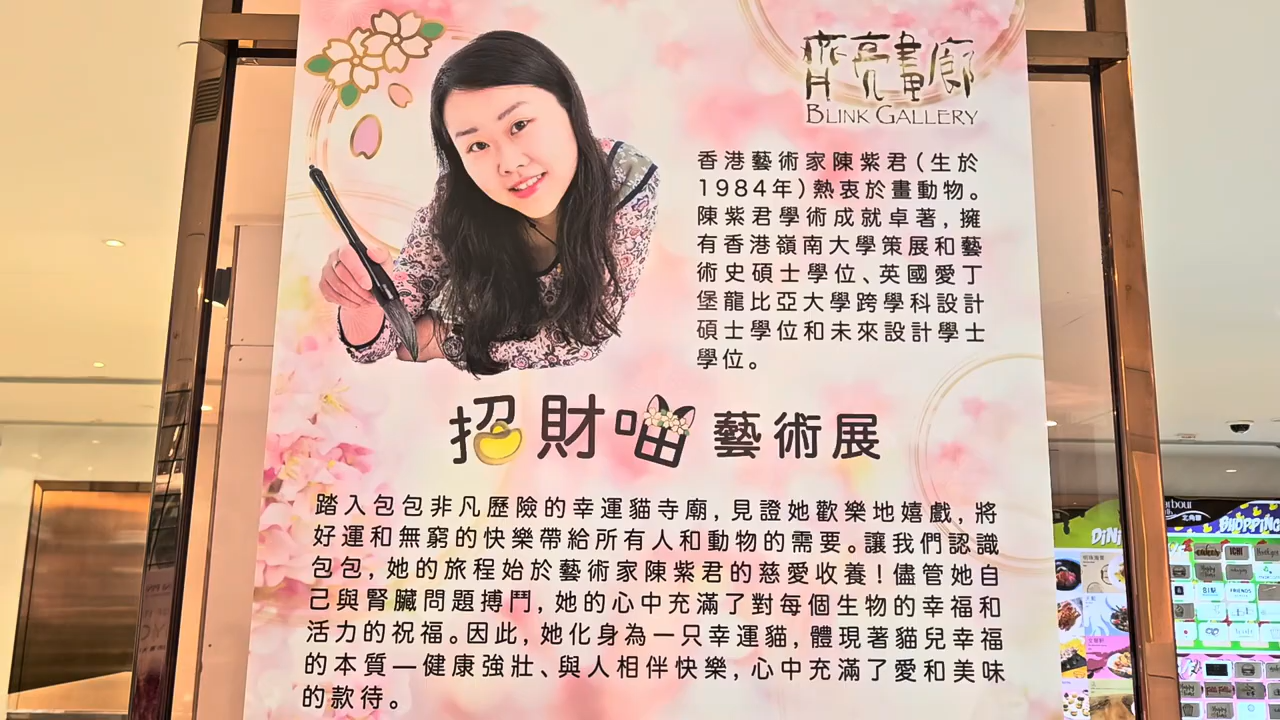 齊亮畫廊
BLINK GALLERY
香港藝術家陳紫君(生於
1984年)熱衷於畫動物。
陳紫君學術成就卓著,擁
有香港嶺南大學策展和藝
術史碩士學位、英國愛丁
堡龍比亞大學跨學科設計
碩士學位和未來設計學士
學位。
招財喵藝術展
踏入包包非凡歷險的幸運貓寺廟,見證她歡樂地嬉戲,將
好運和無窮的快樂帶給所有人和動物的需要。讓我們認識
包包,她的旅程始於藝術家陳紫君的慈愛收養!儘管她自
己與腎臟問題搏鬥,她的心中充滿了對每個生物的幸福和
活力的祝福。因此,她化身為一只幸運貓,體現著貓兒幸福
的本質—健康強壯、與人相伴快樂,心中充滿了愛和美味
的款待。
DINI
SHOPPING
ICHI
FRIENDS